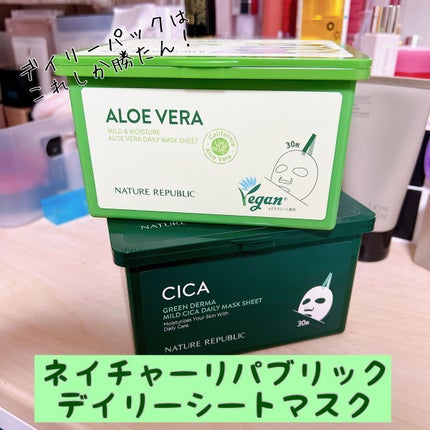 デイリーパックは
これしか勝たん！
ALOE VERA
MILD & MOISTURE
ALOE VERA DAILY MASK SHEET
California
Aloe Vera
30枚
NATURE REPUBLIC
Vegan
NATURE REPUBLIC
CICA
GREEN DERMA
MILD CICA DAILY MASK SHEET
Moisturizes Your Skin With
Daily Care
30枚
NATURE REPUBLIC
ネイチャーリパブリック
デイリーシートマスク